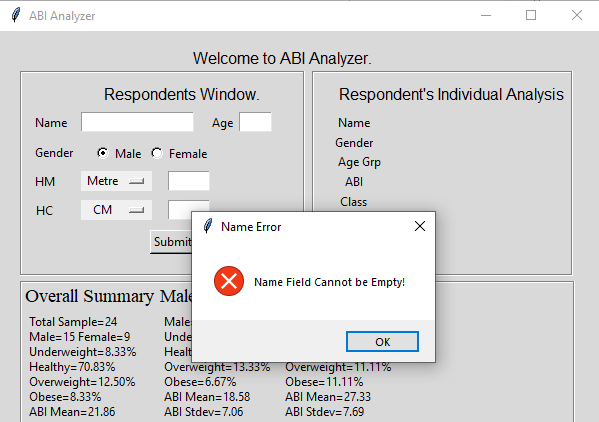 ABI Analyzer
Welcome to ABI Analyzer.
Respondents Window.
Name
Age
Gender
Male
Female
HM
Metre
HC
CM
Submit
Respondent's Individual Analysis
Name
Gender
Age Grp
ABI
Class
Name Error
Name Field Cannot be Empty!
OK
Overall Summary Male
Total Sample=24
Male=15 Female=9
Underweight=8.33%
Healthy=70.83%
Overweight=12.50%
Obese=8.33%
ABI Mean=21.86
Overweight=13.33%
Obese=6.67%
ABI Mean=18.58
ABI Stdev=7.06
Overweight=11.11%
Obese=11.11%
ABI Mean=27.33
ABI Stdev=7.69